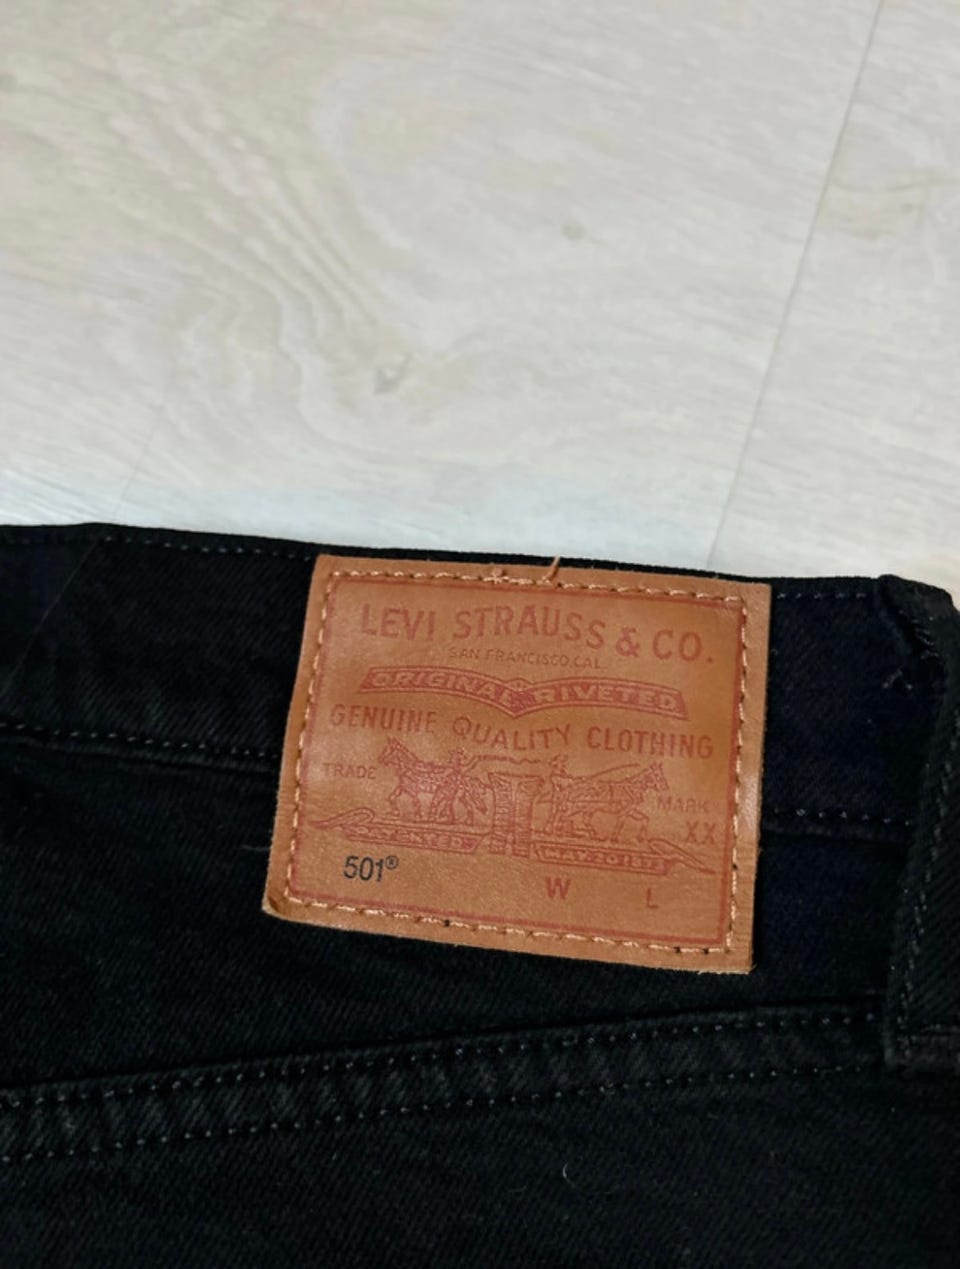 LEVI STRAUSS & CO.
SAN FRANCISCO, CAL
ORIGINAL RIVETED
GENUINE QUALITY CLOTHING
TRADE MARK
XX
PATENTED MAY 20 1873
501®
W L